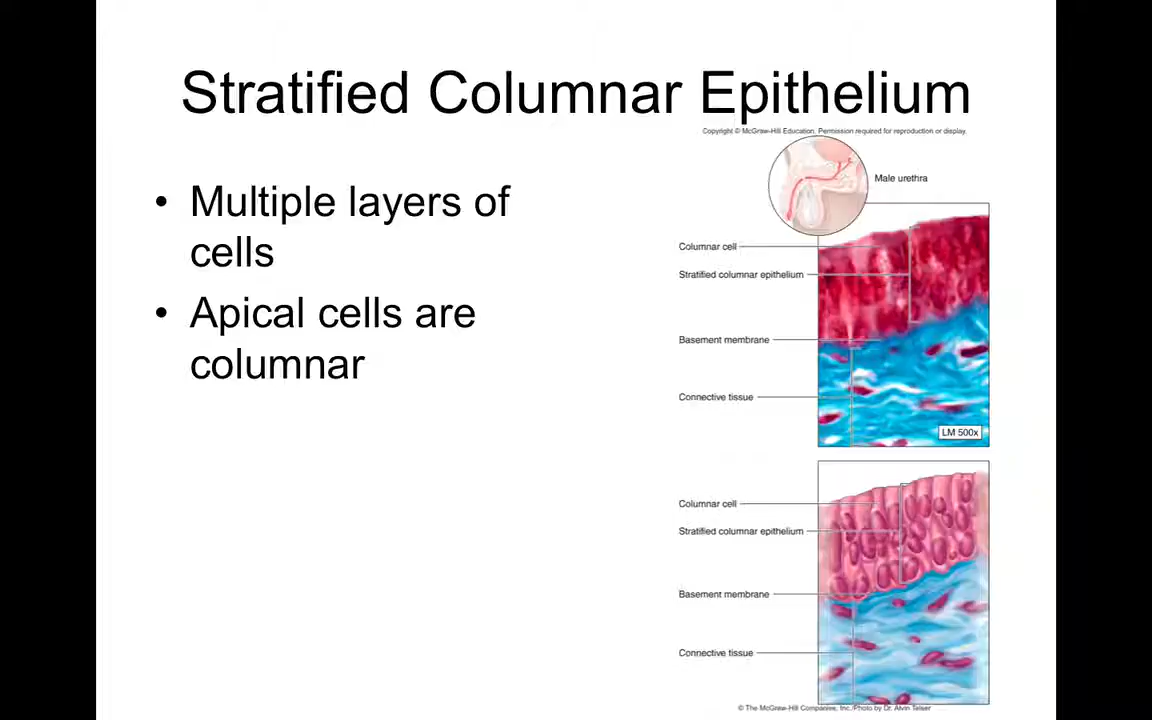 Stratified Columnar Epithelium
Copyright © McGraw-Hill Education. Permission required for reproduction or display.
• Multiple layers of
cells
• Apical cells are
columnar
Male urethra
Columnar cell
Stratified columnar epithelium
Basement membrane
Connective tissue
LM 500x
Columnar cell
Stratified columnar epithelium
Basement membrane
Connective tissue
© The McGraw-Hill Companies, Inc./Photo by Dr. Alvin Telser